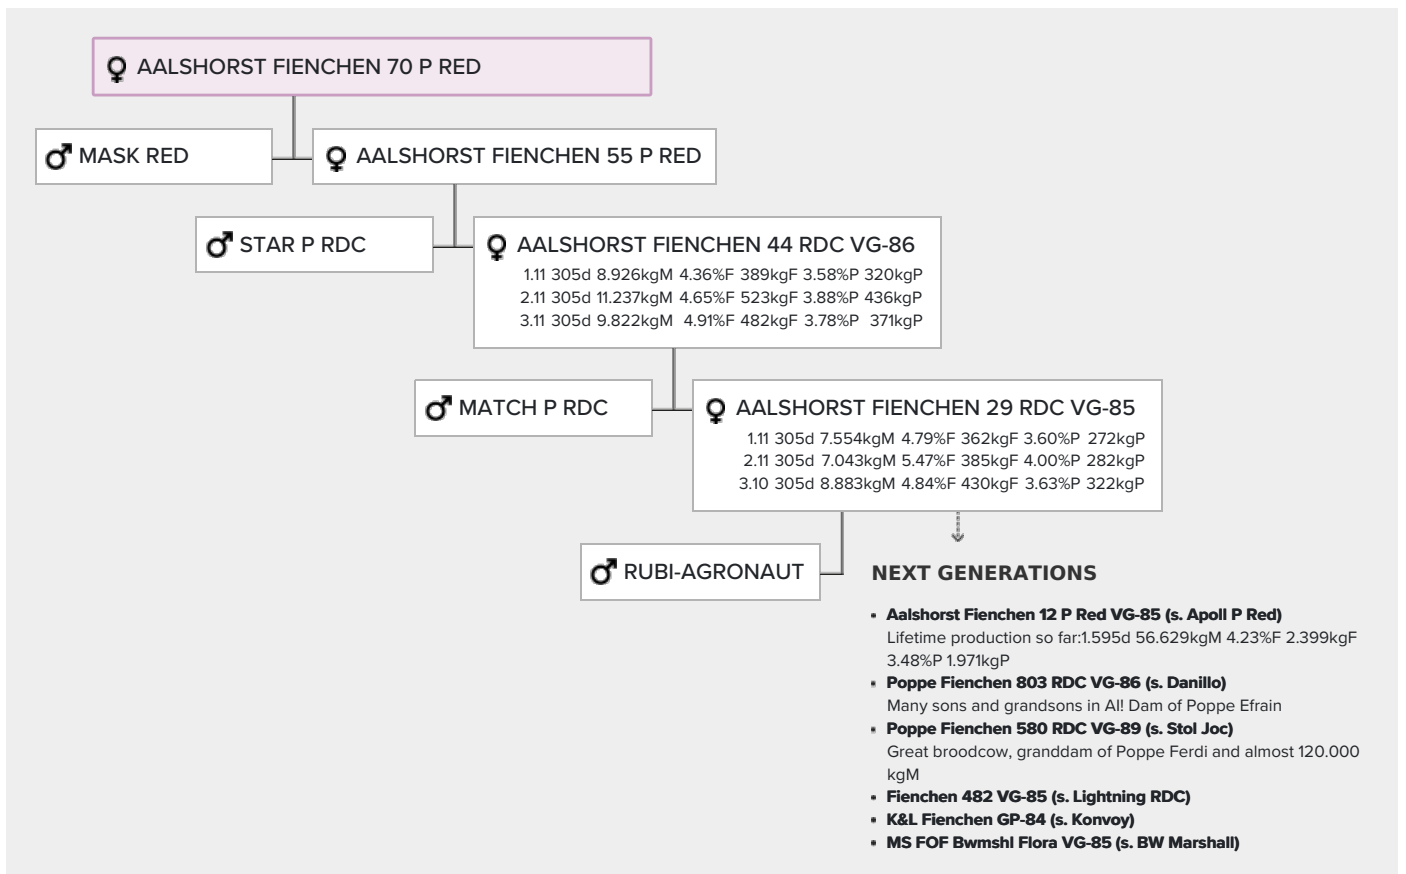 AALSHORST FIENCHEN 70 P RED
MASK RED
AALSHORST FIENCHEN 55 P RED
STAR P RDC
AALSHORST FIENCHEN 44 RDC VG-86
1.11 305d 8.926kgM 4.36%F 389kgF 3.58%P 320kgP
2.11 305d 11.237kgM 4.65%F 523kgF 3.88%P 436kgP
3.11 305d 9.822kgM 4.91%F 482kgF 3.78%P 371kgP
MATCH P RDC
AALSHORST FIENCHEN 29 RDC VG-85
1.11 305d 7.554kgM 4.79%F 362kgF 3.60%P 272kgP
2.11 305d 7.043kgM 5.47%F 385kgF 4.00%P 282kgP
3.10 305d 8.883kgM 4.84%F 430kgF 3.63%P 322kgP
RUBI-AGRONAUT
NEXT GENERATIONS
Aalshorst Fienchen 12 P Red VG-85 (s. Apoll P Red)
Lifetime production so far:1.595d 56.629kgM 4.23%F 2.399kgF
3.48%P 1.971kgP
Poppe Fienchen 803 RDC VG-86 (s. Danillo)
Many sons and grandsons in AI! Dam of Poppe Efrain
Poppe Fienchen 580 RDC VG-89 (s. Stol Joc)
Great broodcow, granddam of Poppe Ferdi and almost 120.000
kgM
Fienchen 482 VG-85 (s. Lightning RDC)
K&L Fienchen GP-84 (s. Konvoy)
MS FOF Bwmshl Flora VG-85 (s. BW Marshall)